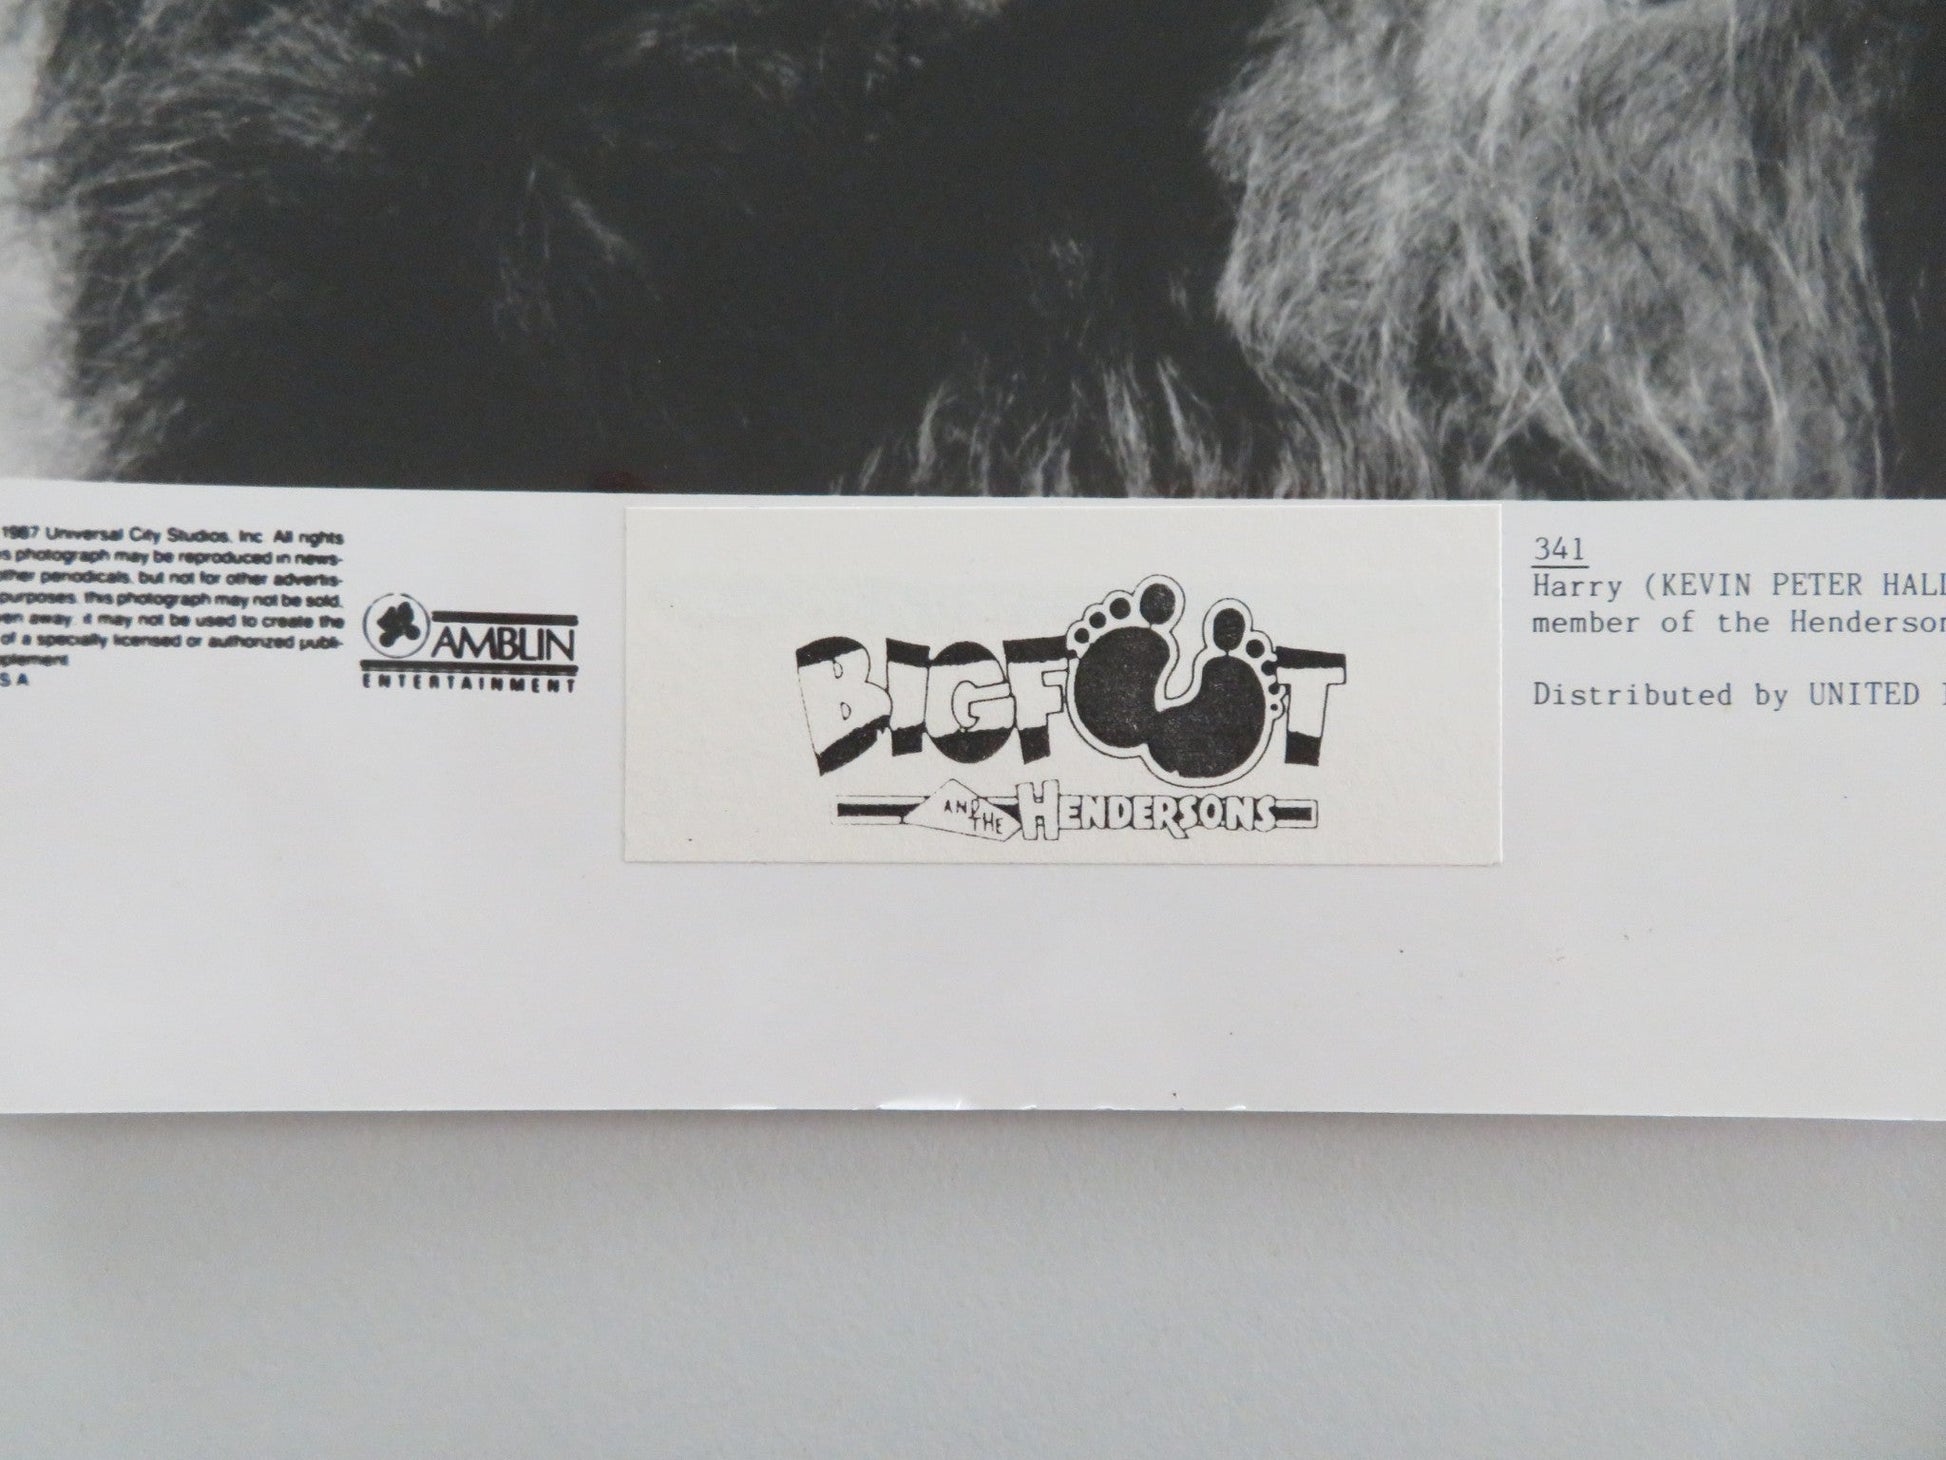 1987 Universal City Studios, Inc. All rights
photograph may be reproduced in news-
other periodicals, but not for other advertis-
purposes, this photograph may not be sold,
away, it may not be used to create the
of a specially licensed or authorized publi-
AMBLIN
ENTERTAINMENT
BIGFOOT
AND THE HENDERSONS
341
Harry (KEVIN PETER HALL
member of the Henderson
Distributed by UNITED